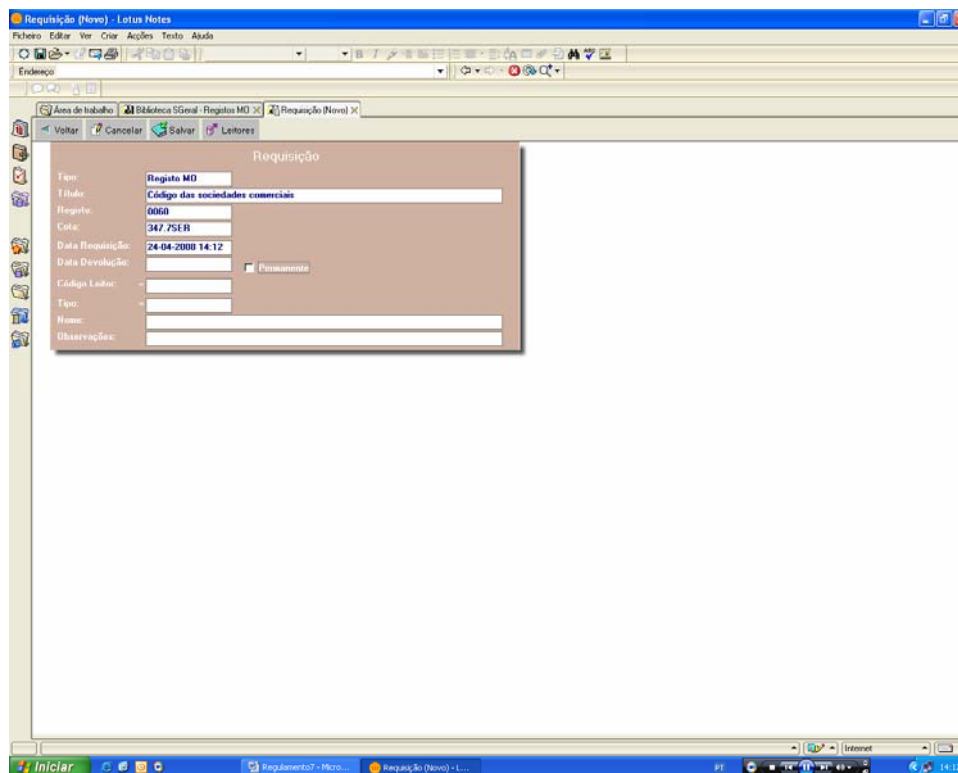 Requisição (Novo) - Lotus Notes
Ficheiro Editar Ver Criar Acções Texto Ajuda
Endereço
Área de trabalho Biblioteca SGeral - Registos MO Requisição (Novo)
Voltar Cancelar Salvar Leitores
Requisição
Tipo: Registo MO
Título: Código das sociedades comerciais
Registo: 0060
Cota: 347.7SER
Data Requisição: 24-04-2008 14:12
Data Devolução: Permanente
Código Leitor:
Tipo:
Nome:
Observações:
Internet
Iniciar Regulamento7 - Micro... Requisição (Novo) - L... PT 14:12